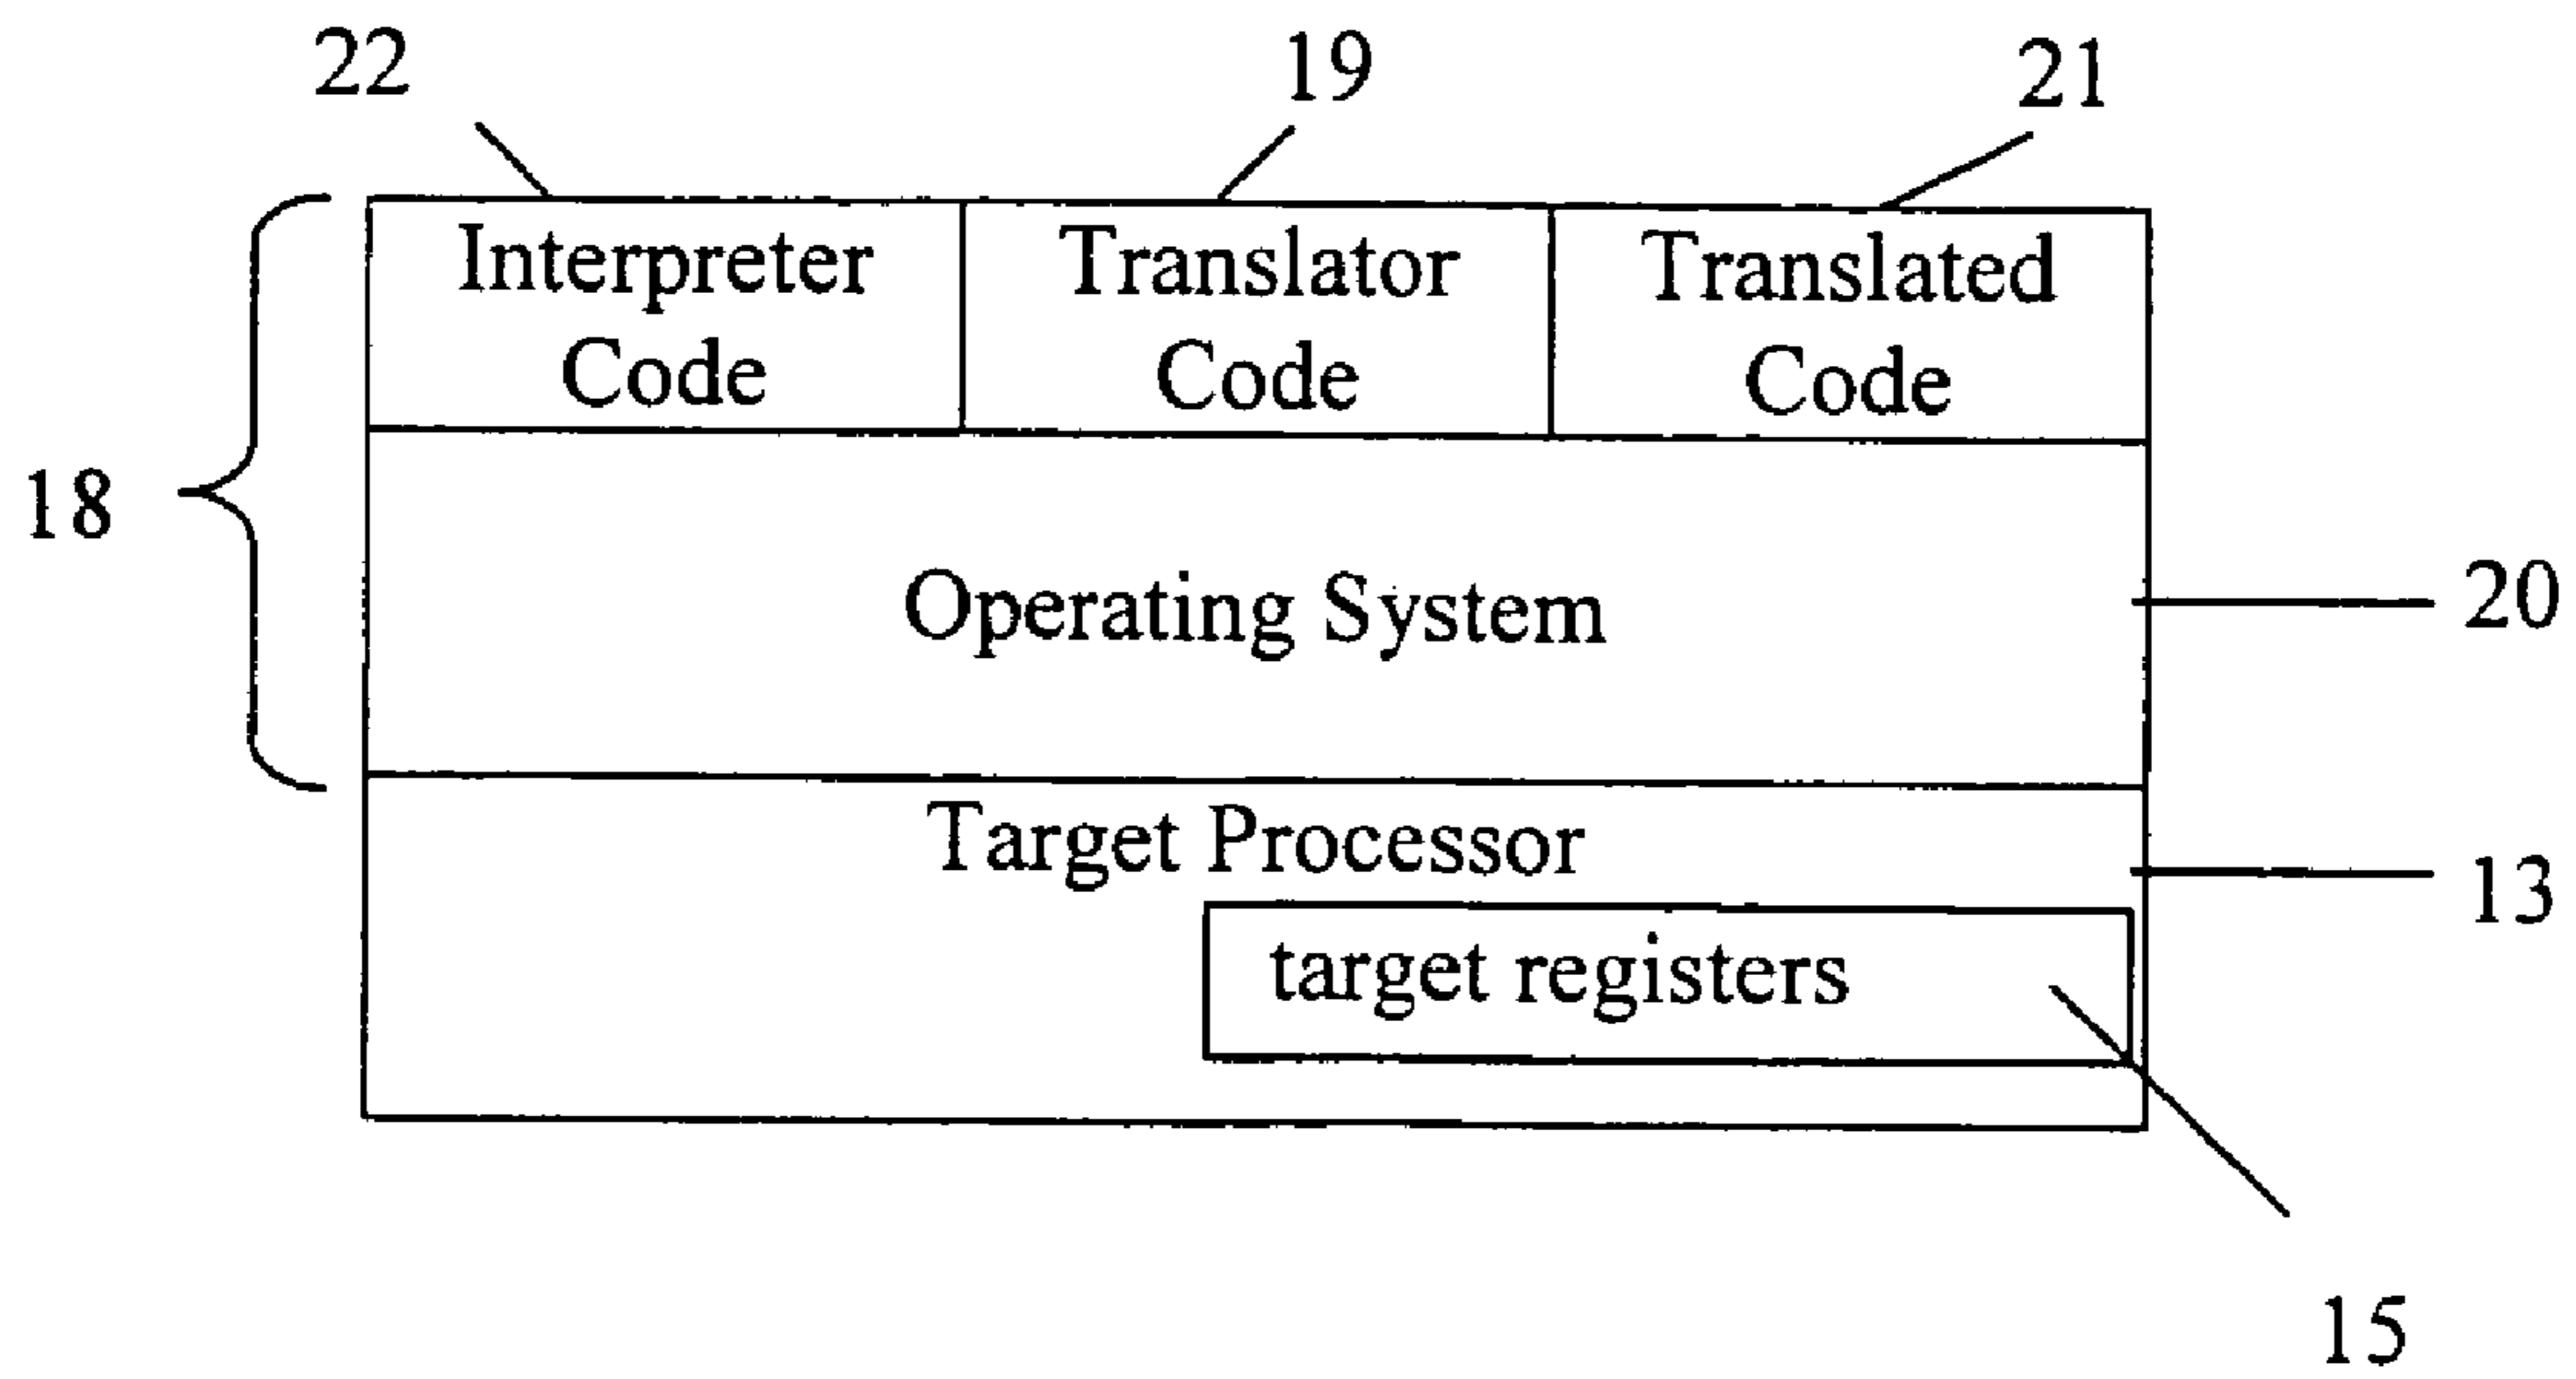 22
19
21
Interpreter
Code
Translator
Code
Translated
Code
18
Operating System
20
Target Processor
13
target registers
15